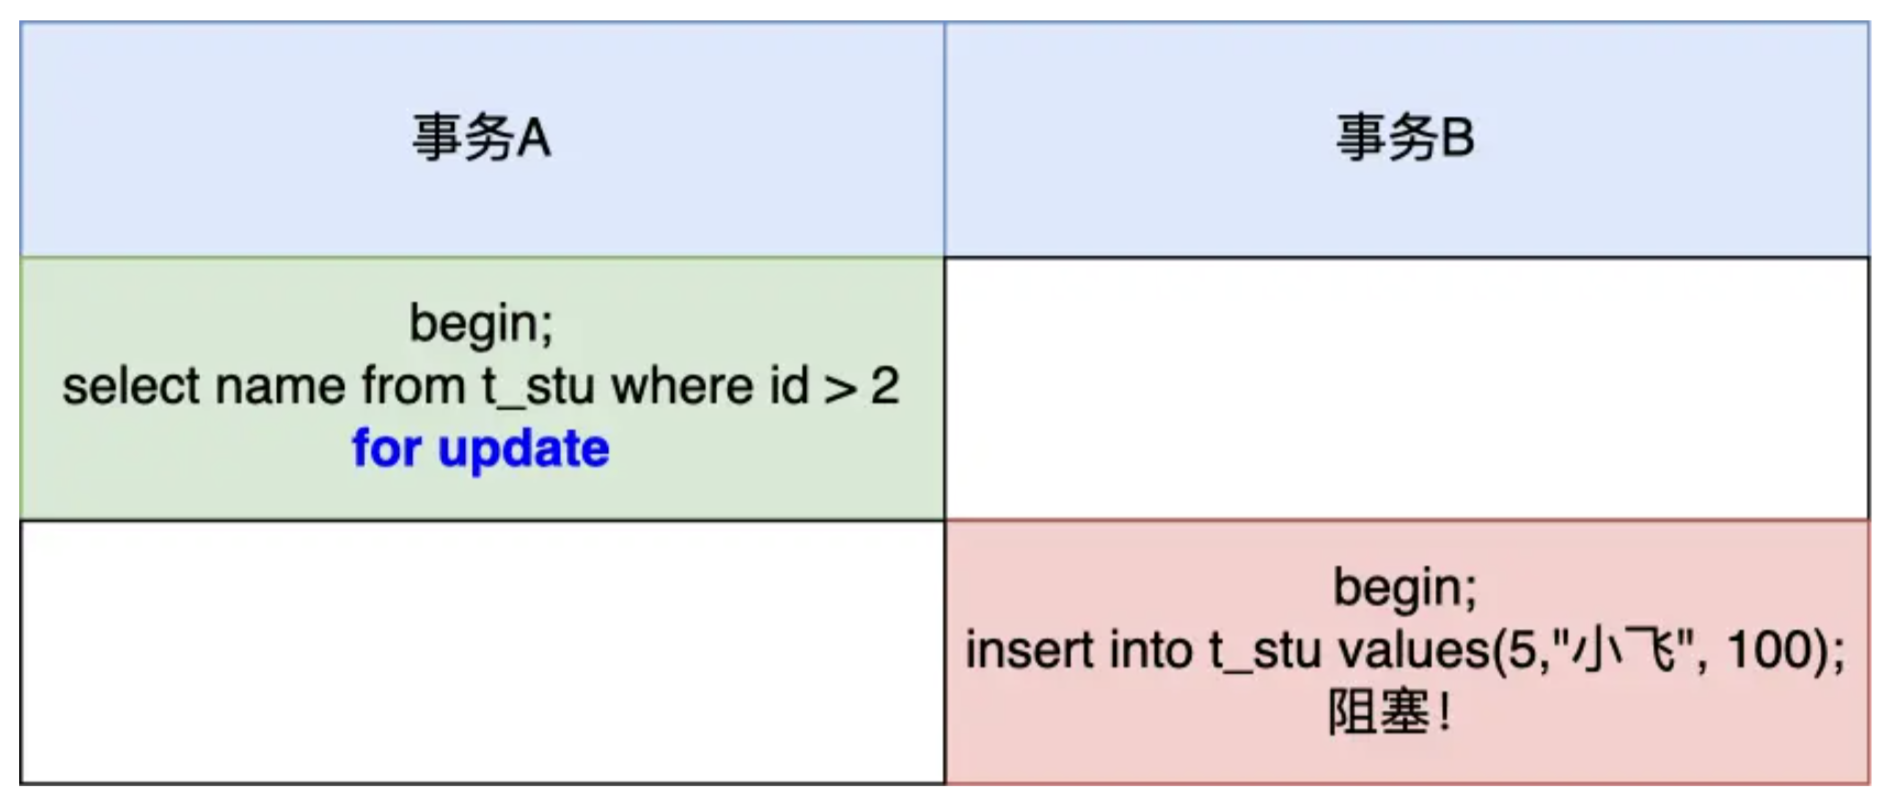 事务A
事务B
begin;
select name from t_stu where id > 2
for update
begin;
insert into t_stu values(5,"小飞", 100);
阻塞！